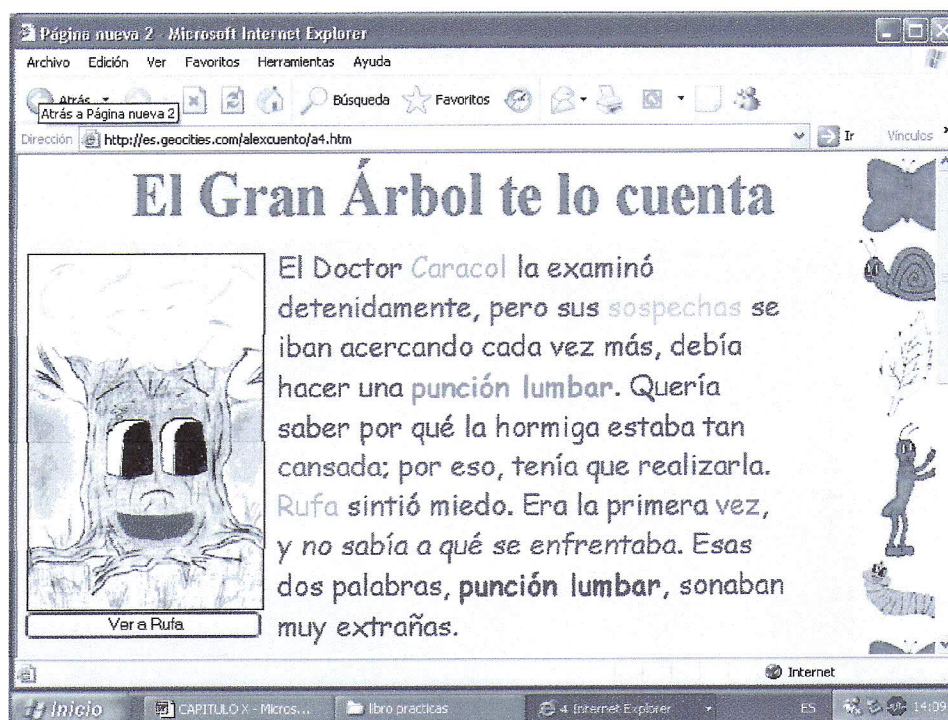 Página nueva 2 - Microsoft Internet Explorer
Archivo Edición Ver Favoritos Herramientas Ayuda
Atrás Búsqueda Favoritos
Atrás a Página nueva 2
Dirección http://es.geocities.com/alexcuento/a4.htm Ir Vínculos
El Gran Árbol te lo cuenta
El Doctor Caracol la examinó
detenidamente, pero sus sospechas se
iban acercando cada vez más, debía
hacer una punción lumbar. Quería
saber por qué la hormiga estaba tan
cansada; por eso, tenía que realizarla.
Rufa sintió miedo. Era la primera vez,
y no sabía a qué se enfrentaba. Esas
dos palabras, punción lumbar, sonaban
muy extrañas.
Ver a Rufa
Internet
Inicio CAPITULO X - Micros... libro practicas 4 Internet Explorer ES 14:09